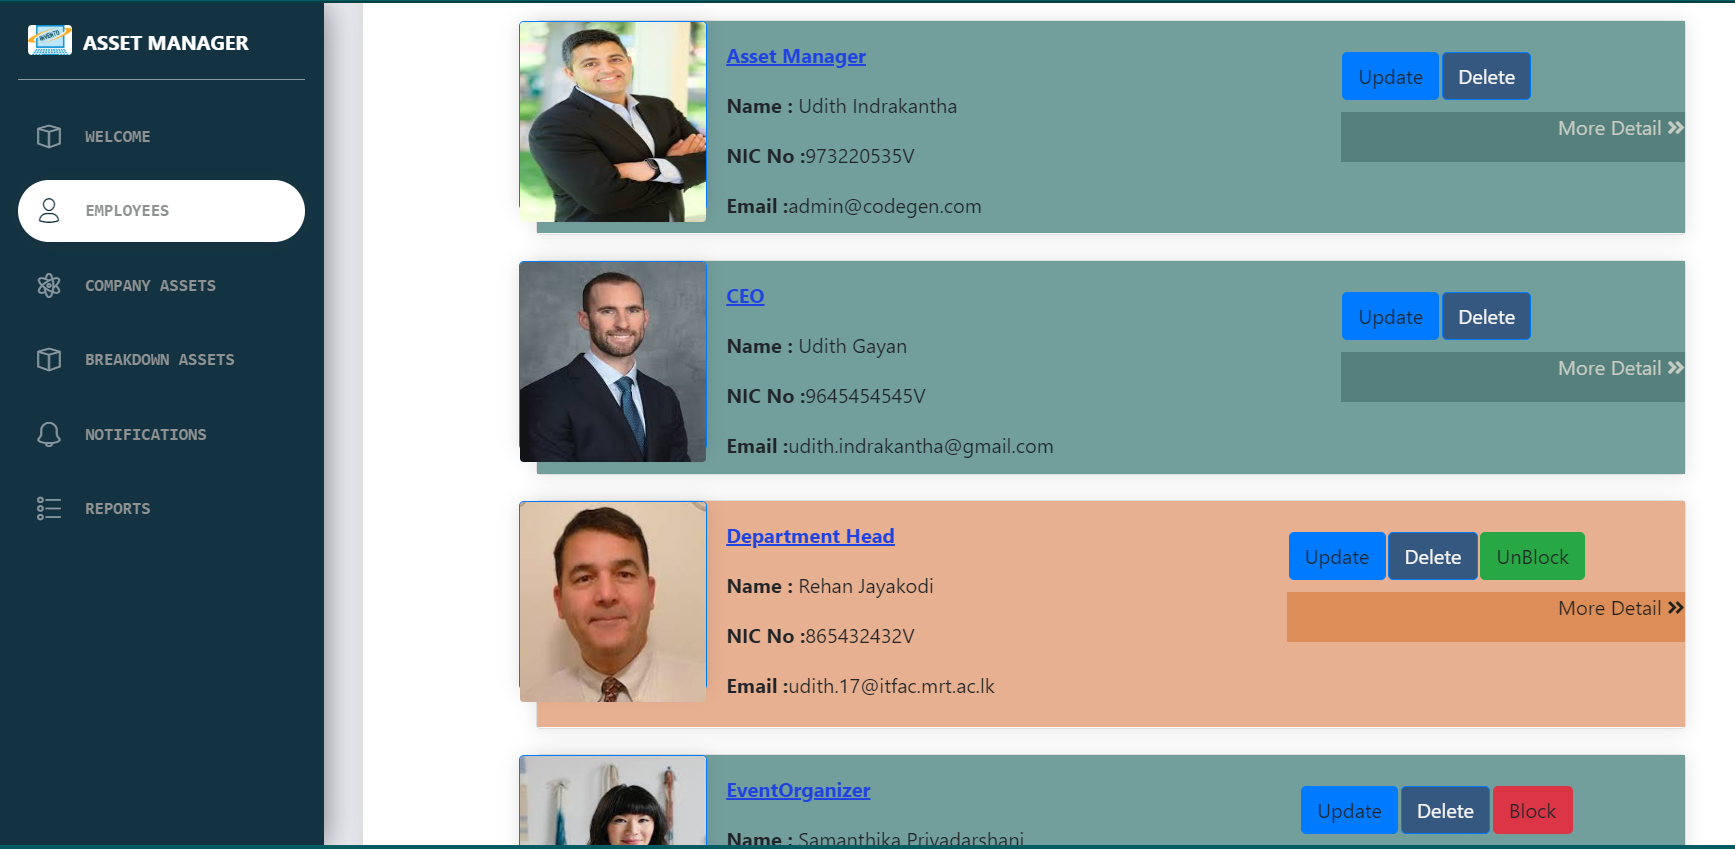 INVENTO
ASSET MANAGER
WELCOME
EMPLOYEES
COMPANY ASSETS
BREAKDOWN ASSETS
NOTIFICATIONS
REPORTS
Asset Manager
Update Delete
Name : Udith Indrakantha
More Detail »
NIC No :973220535V
Email :admin@codegen.com
CEO
Update Delete
Name : Udith Gayan
More Detail »
NIC No :9645454545V
Email :udith.indrakantha@gmail.com
Department Head
Update Delete UnBlock
Name : Rehan Jayakodi
More Detail »
NIC No :865432432V
Email :udith.17@itfac.mrt.ac.lk
EventOrganizer
Update Delete Block
Name : Samanthika Priyadarshani